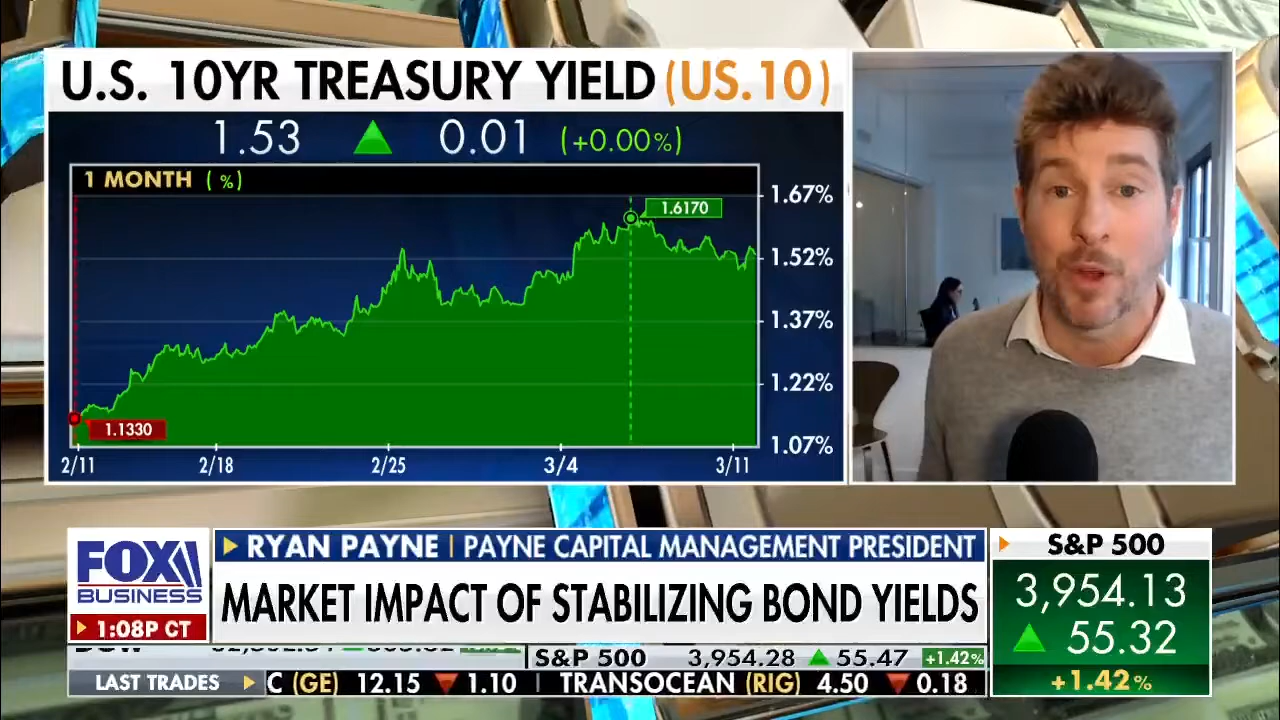 U.S. 10YR TREASURY YIELD (US.10)
1.53 ▲ 0.01 (+0.00%)
1 MONTH (%)
1.67%
1.6170
1.52%
1.37%
1.22%
1.1330
1.07%
2/11 2/18 2/25 3/4 3/11
FOX
BUSINESS
1:08P CT
RYAN PAYNE | PAYNE CAPITAL MANAGEMENT PRESIDENT
MARKET IMPACT OF STABILIZING BOND YIELDS
S&P 500
3,954.13
▲ 55.32
+1.42%
DOW
S&P 500 3,954.28 ▲ 55.47 +1.42%
LAST TRADES C (GE) 12.15 ▼ 1.10 | TRANSOCEAN (RIG) 4.50 ▼ 0.18